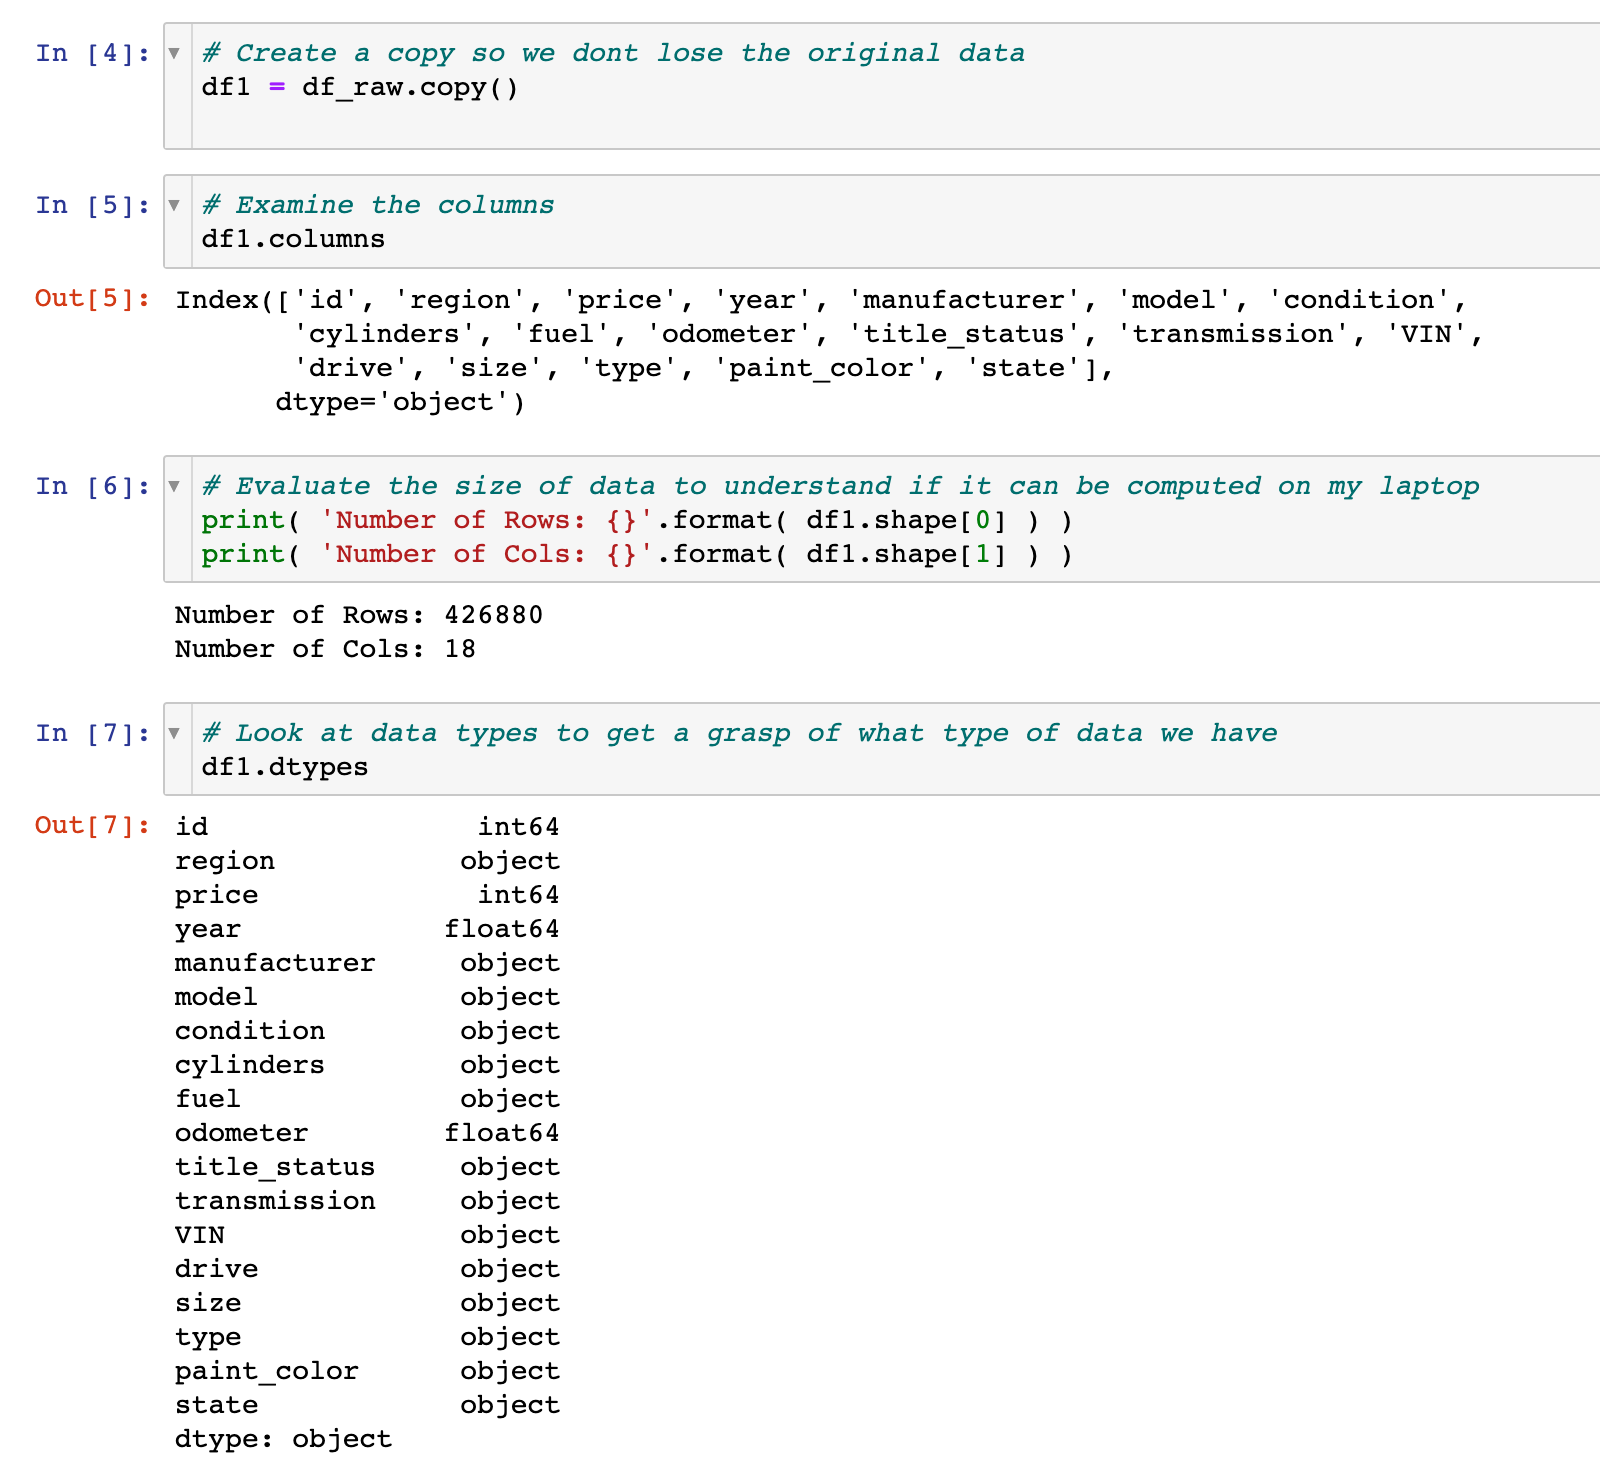 In [4]: # Create a copy so we dont lose the original data
df1 = df_raw.copy()
In [5]: # Examine the columns
df1.columns
Out[5]: Index(['id', 'region', 'price', 'year', 'manufacturer', 'model', 'condition',
'cylinders', 'fuel', 'odometer', 'title_status', 'transmission', 'VIN',
'drive', 'size', 'type', 'paint_color', 'state'],
dtype='object')
In [6]: # Evaluate the size of data to understand if it can be computed on my laptop
print( 'Number of Rows: {}'.format( df1.shape[0] ) )
print( 'Number of Cols: {}'.format( df1.shape[1] ) )
Number of Rows: 426880
Number of Cols: 18
In [7]: # Look at data types to get a grasp of what type of data we have
df1.dtypes
Out[7]: id int64
region object
price int64
year float64
manufacturer object
model object
condition object
cylinders object
fuel object
odometer float64
title_status object
transmission object
VIN object
drive object
size object
type object
paint_color object
state object
dtype: object